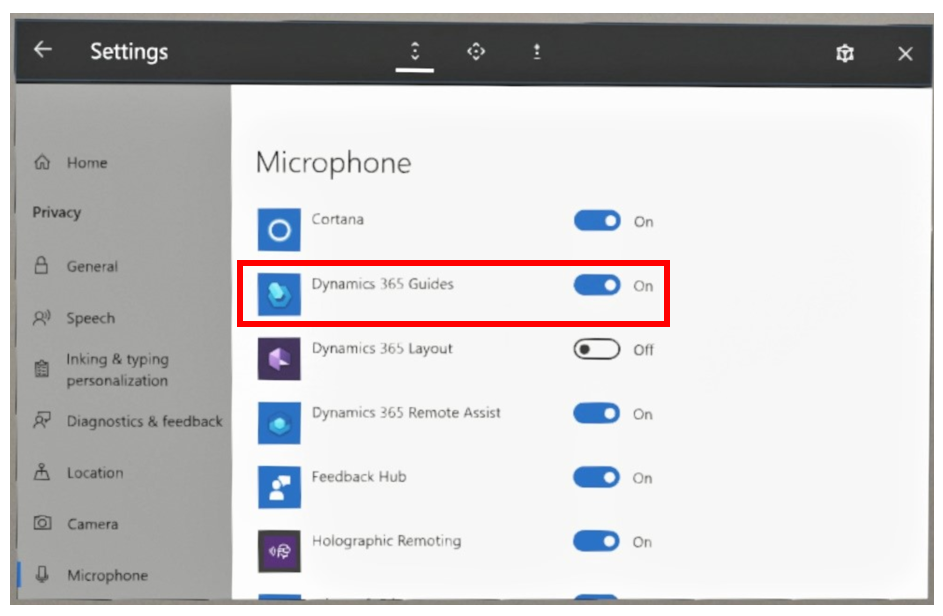 Settings
Home
Privacy
General
Speech
Inking & typing
personalization
Diagnostics & feedback
Location
Camera
Microphone
Microphone
Cortana
On
Dynamics 365 Guides
On
Dynamics 365 Layout
Off
Dynamics 365 Remote Assist
On
Feedback Hub
On
Holographic Remoting
On